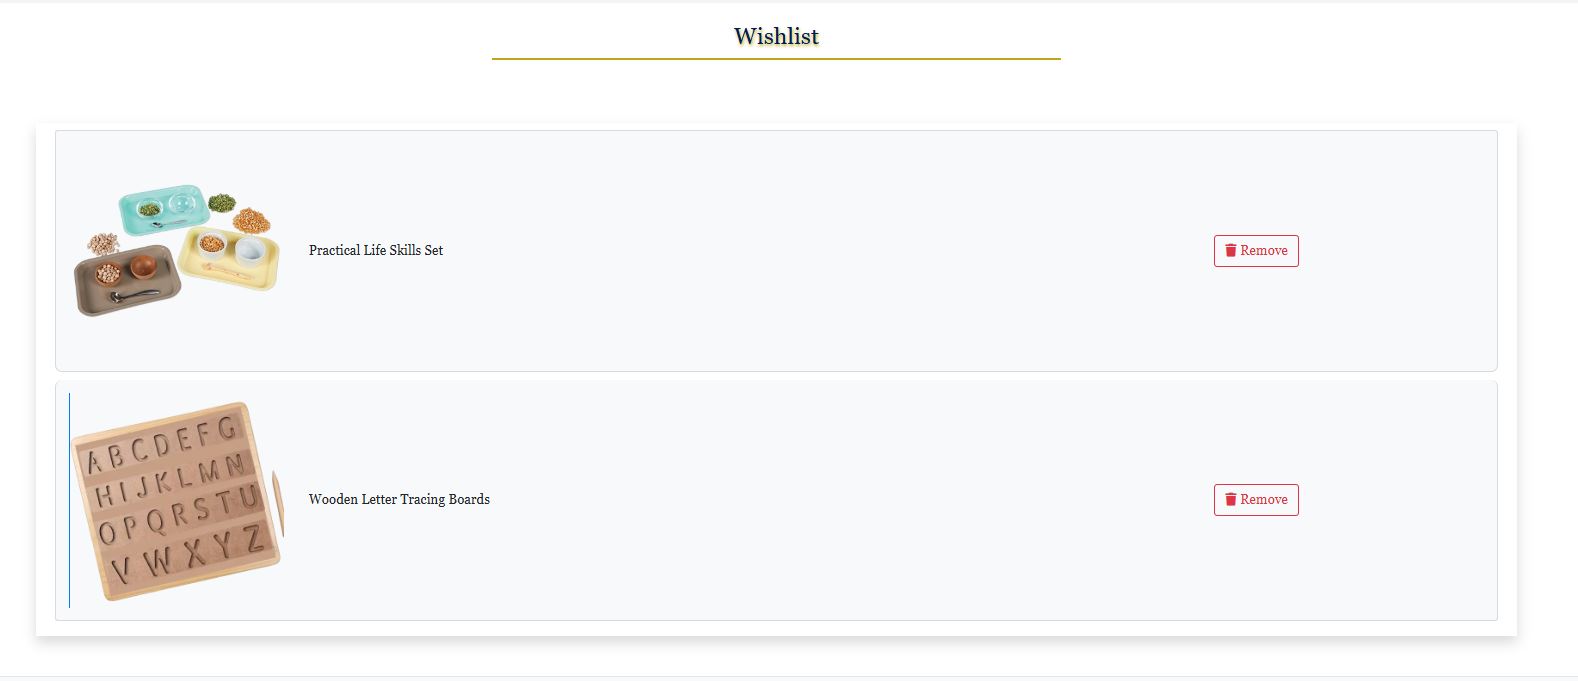 Wishlist
Practical Life Skills Set
Remove
A B C D E F G
H I J K L M N
O P Q R S T U
V W X Y Z
Wooden Letter Tracing Boards
Remove